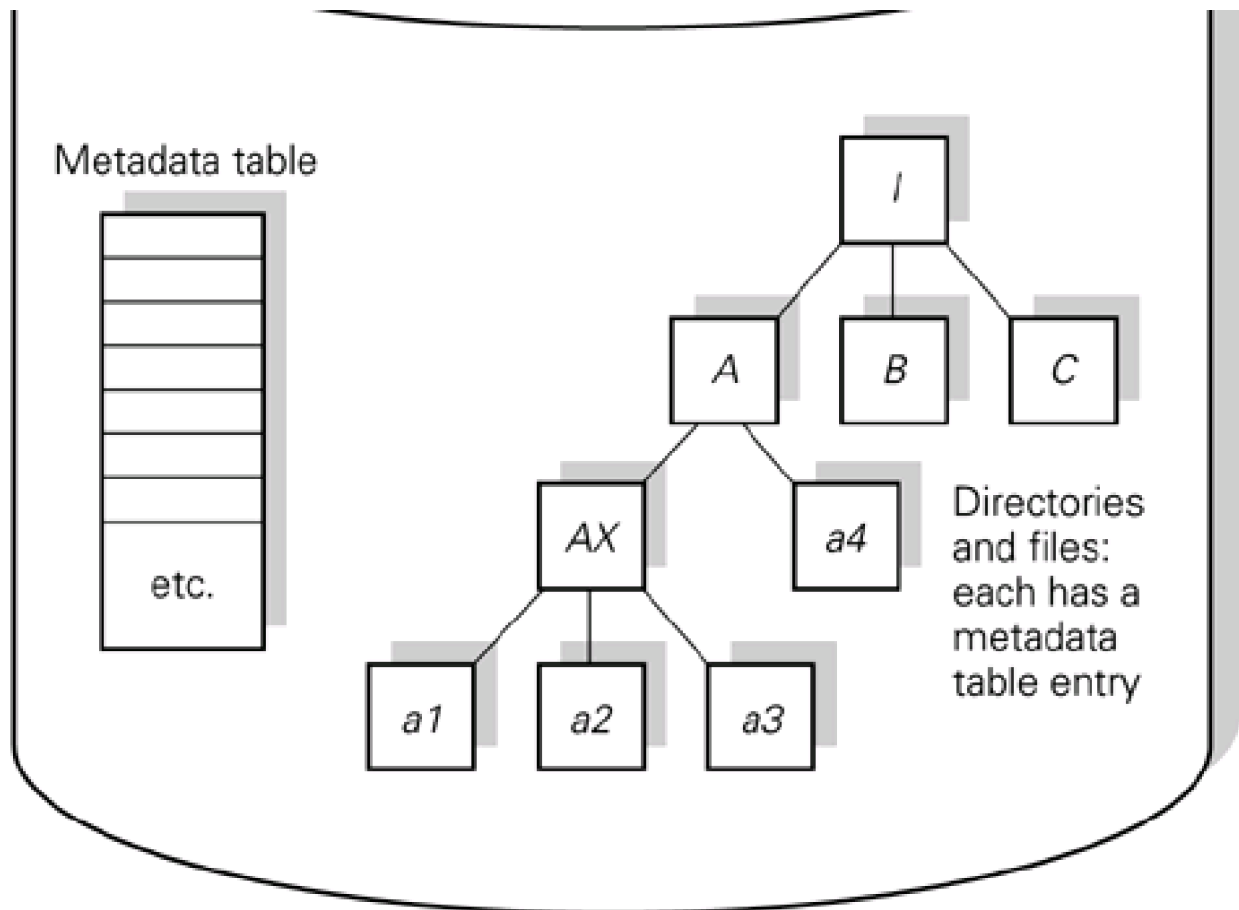 Metadata table
etc.
/
A
B
C
AX
a4
a1
a2
a3
Directories
and files:
each has a
metadata
table entry